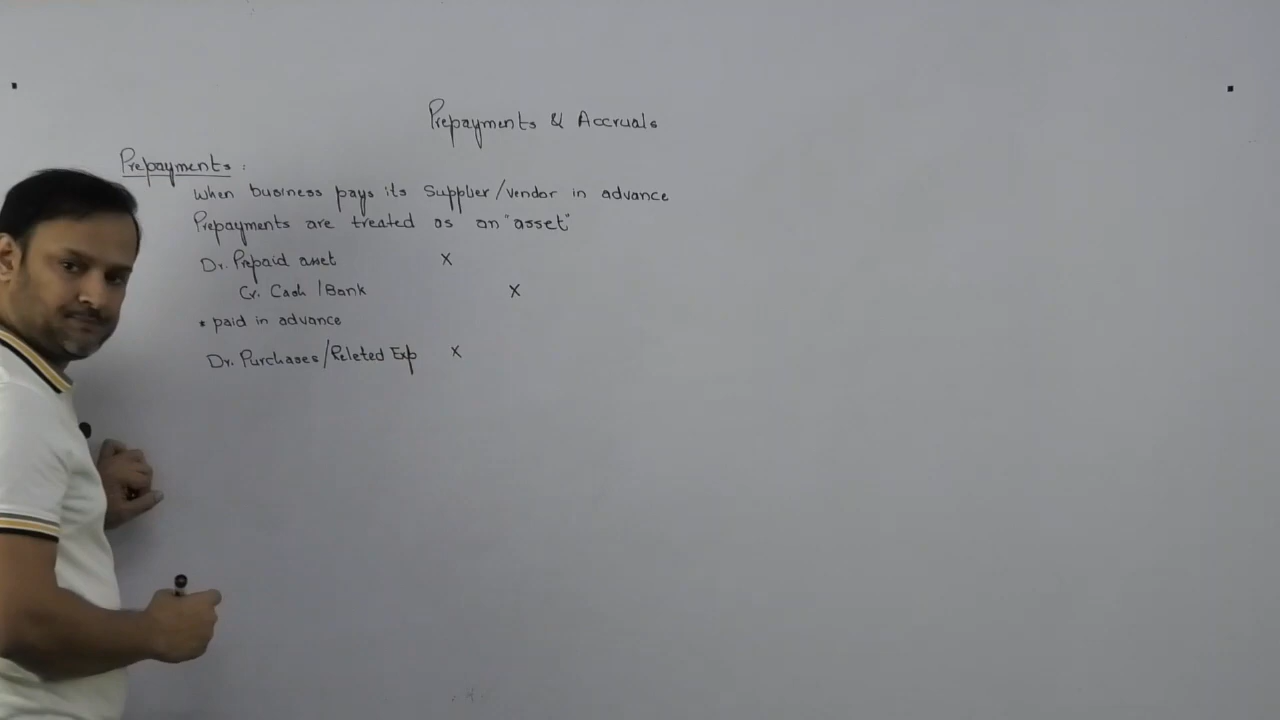 Prepayments & Accruals
Prepayments :
When business pays its Supplier/vendor in advance
Prepayments are treated as an "asset"
Dr. Prepaid asset X
Cr. Cash / Bank X
* paid in advance
Dr. Purchases/Releted Exp X